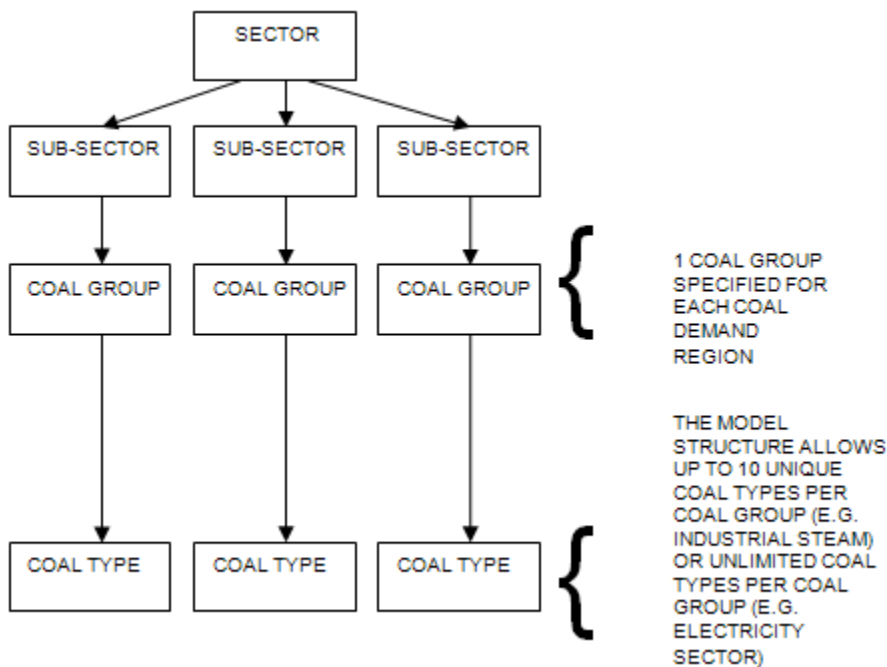 SECTOR
SUB-SECTOR
SUB-SECTOR
SUB-SECTOR
COAL GROUP
COAL GROUP
COAL GROUP
{
1 COAL GROUP
SPECIFIED FOR
EACH COAL
DEMAND
REGION
THE MODEL
STRUCTURE ALLOWS
UP TO 10 UNIQUE
COAL TYPES PER
COAL GROUP (E.G.
INDUSTRIAL STEAM)
OR UNLIMITED COAL
TYPES PER COAL
GROUP (E.G.
ELECTRICITY
SECTOR)
COAL TYPE
COAL TYPE
COAL TYPE
{